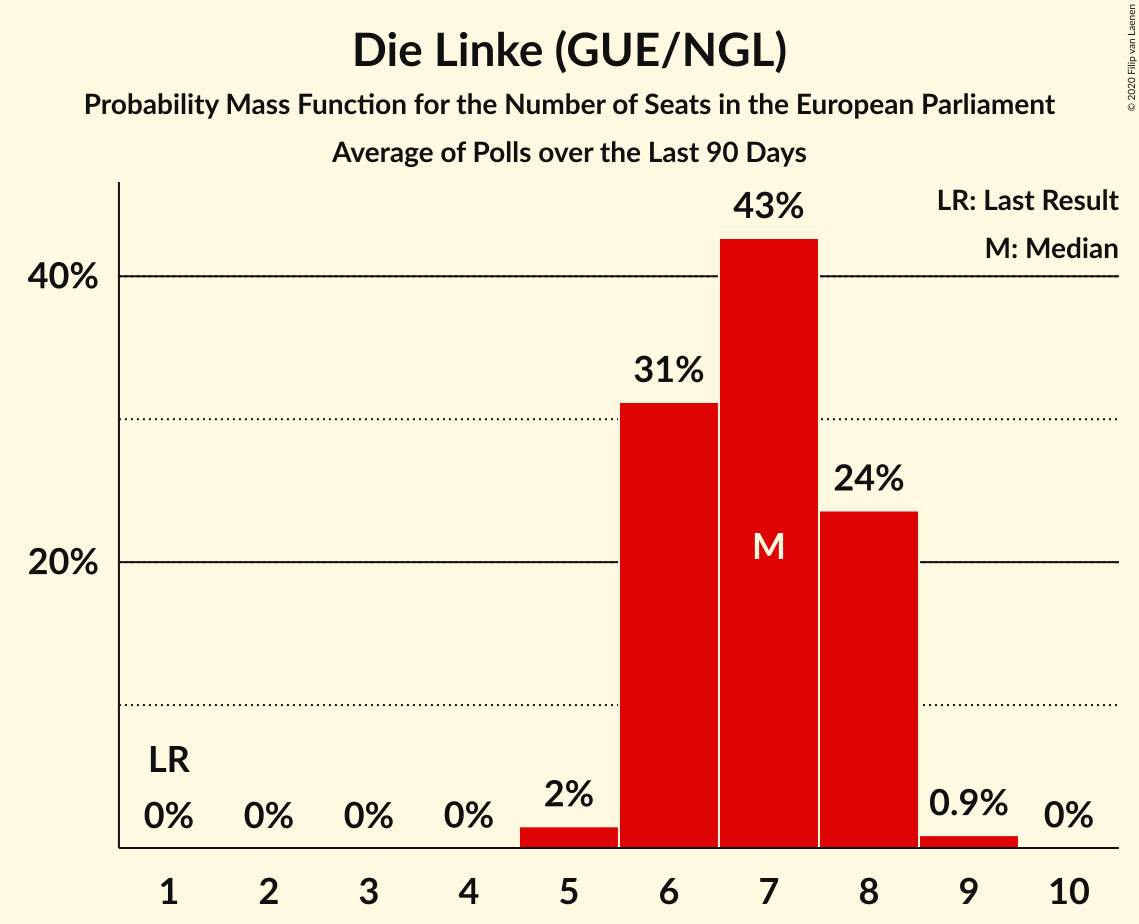 Die Linke (GUE/NGL)
Probability Mass Function for the Number of Seats in the European Parliament
Average of Polls over the Last 90 Days
© 2020 Filip van Laenen
LR: Last Result
M: Median
43%
40%
31%
24%
M
20%
LR
0%
0%
0%
0%
2%
0.9%
0%
1 2 3 4 5 6 7 8 9 10